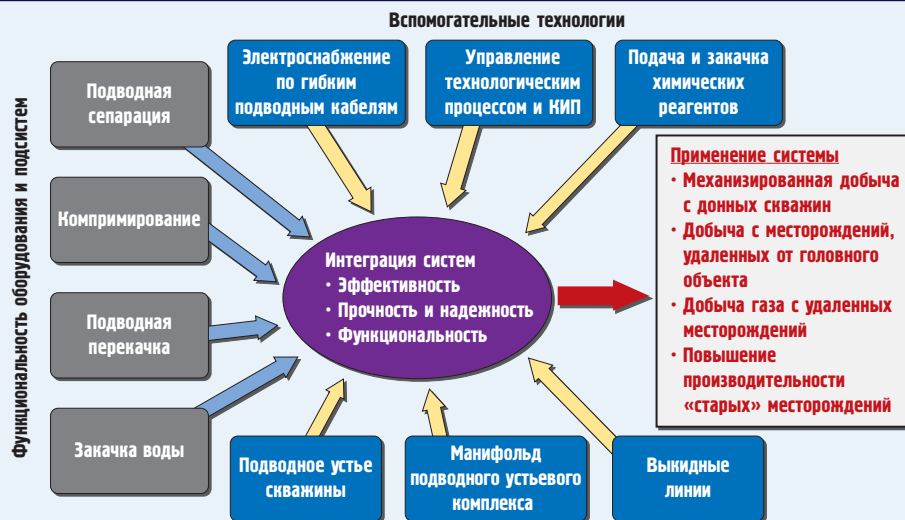 Вспомогательные технологии
Электроснабжение
по гибким
подводным кабелям
Управление
технологическим
процессом и КИП
Подача и закачка
химических
реагентов
Функциональность оборудования и подсистем
Подводная
сепарация
Компримирование
Подводная
перекачка
Закачка воды
Интеграция систем
• Эффективность
• Прочность и надежность
• Функциональность
Применение системы
• Механизированная добыча
с донных скважин
• Добыча с месторождений,
удаленных от головного
объекта
• Добыча газа с удаленных
месторождений
• Повышение
производительности
«старых» месторождений
Подводное устье
скважины
Манифольд
подводного устьевого
комплекса
Выкидные
линии